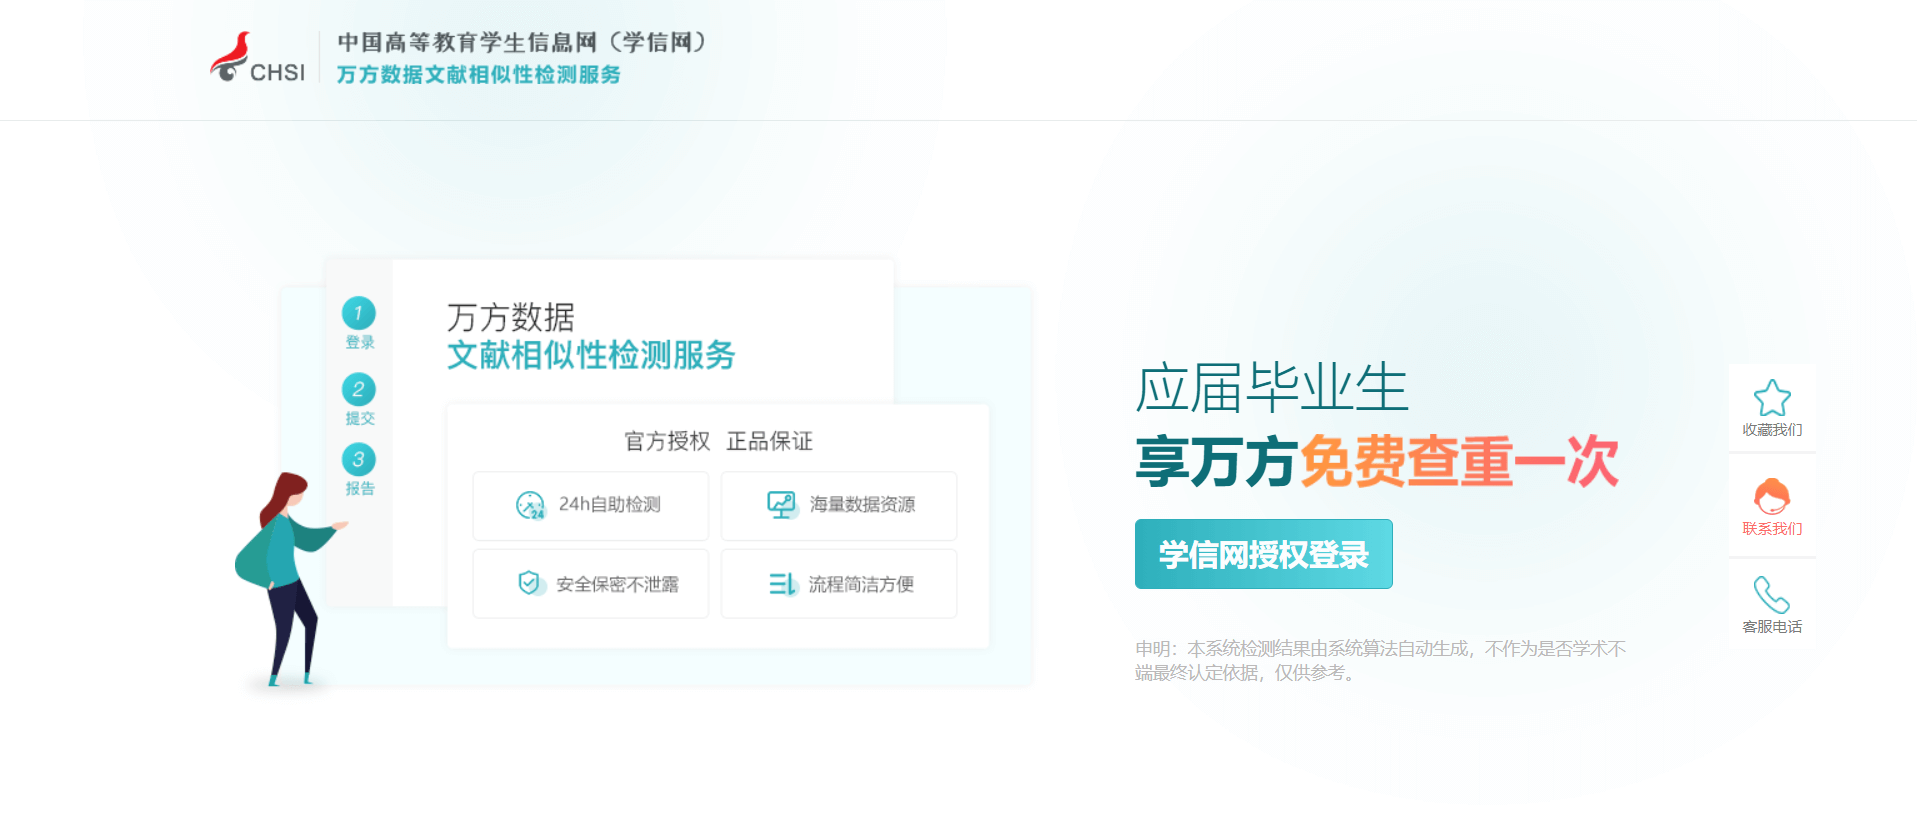 CHSI
中国高等教育学生信息网（学信网）
万方数据文献相似性检测服务
1
登录
2
提交
3
报告
万方数据
文献相似性检测服务
官方授权 正品保证
24
24h自助检测
海量数据资源
安全保密不泄露
流程简洁方便
应届毕业生
享万方免费查重一次
学信网授权登录
申明：本系统检测结果由系统算法自动生成，不作为是否学术不
端最终认定依据，仅供参考。
收藏我们
联系我们
客服电话